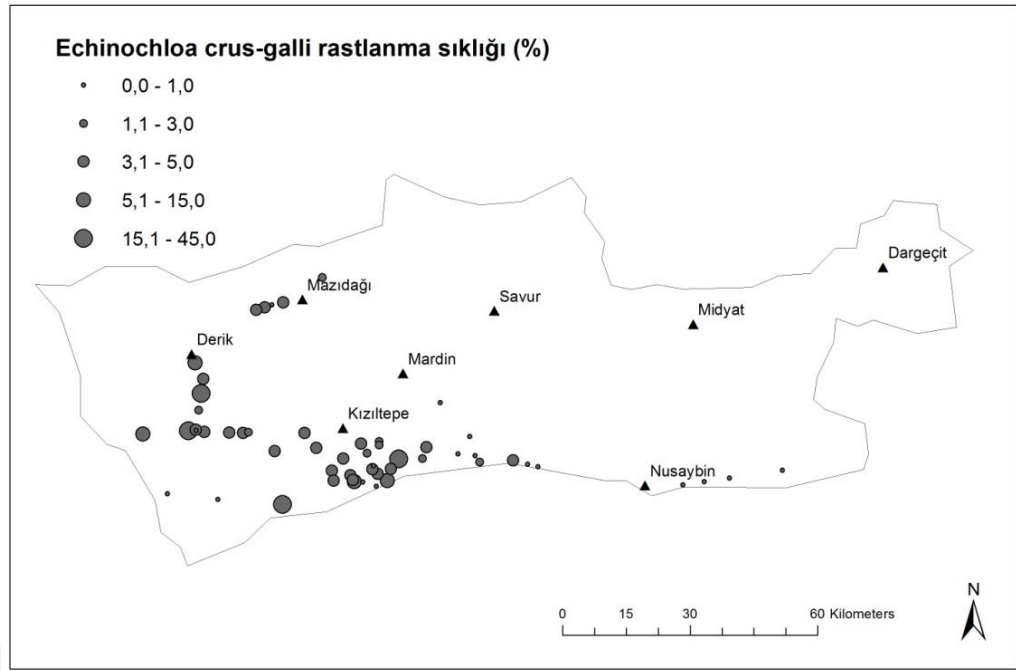 Echinochloa crus-galli rastlanma sıklığı (%)
0,0 - 1,0
1,1 - 3,0
3,1 - 5,0
5,1 - 15,0
15,1 - 45,0
Dargeçit
Mazıdağı
Savur
Midyat
Derik
Mardin
Kızıltepe
Nusaybin
N
0 15 30 60 Kilometers